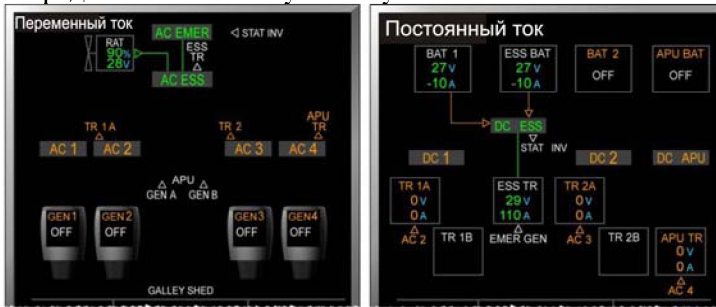 Переменный ток
RAT
90%
28V
AC EMER
ESS
TR
STAT INV
AC ESS
TR 1A
TR 2
APU
TR
AC 1
AC 2
AC 3
AC 4
APU
GEN A
GEN B
GEN1
OFF
GEN2
OFF
GEN3
OFF
GEN4
OFF
GALLEY SHED
Постоянный ток
BAT 1
27 V
-10 A
ESS BAT
27 V
-10 A
BAT 2
OFF
APU BAT
OFF
DC ESS
STAT INV
DC 1
DC 2
DC APU
TR 1A
0 V
0 A
AC 2
TR 1B
ESS TR
29 V
110 A
EMER GEN
TR 2A
0 V
0 A
AC 3
TR 2B
APU TR
0 V
0 A
AC 4